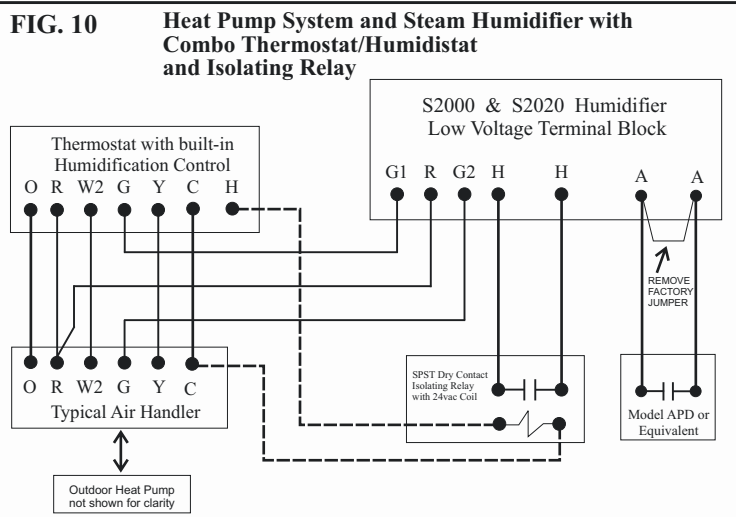 FIG. 10
Heat Pump System and Steam Humidifier with
Combo Thermostat/Humidistat
and Isolating Relay
Thermostat with built-in
Humidification Control
O R W2 G Y C H
S2000 & S2020 Humidifier
Low Voltage Terminal Block
G1 R G2 H H A A
REMOVE
FACTORY
JUMPER
O R W2 G Y C
Typical Air Handler
SPST Dry Contact
Isolating Relay
with 24vac Coil
Model APD or
Equivalent
Outdoor Heat Pump
not shown for clarity